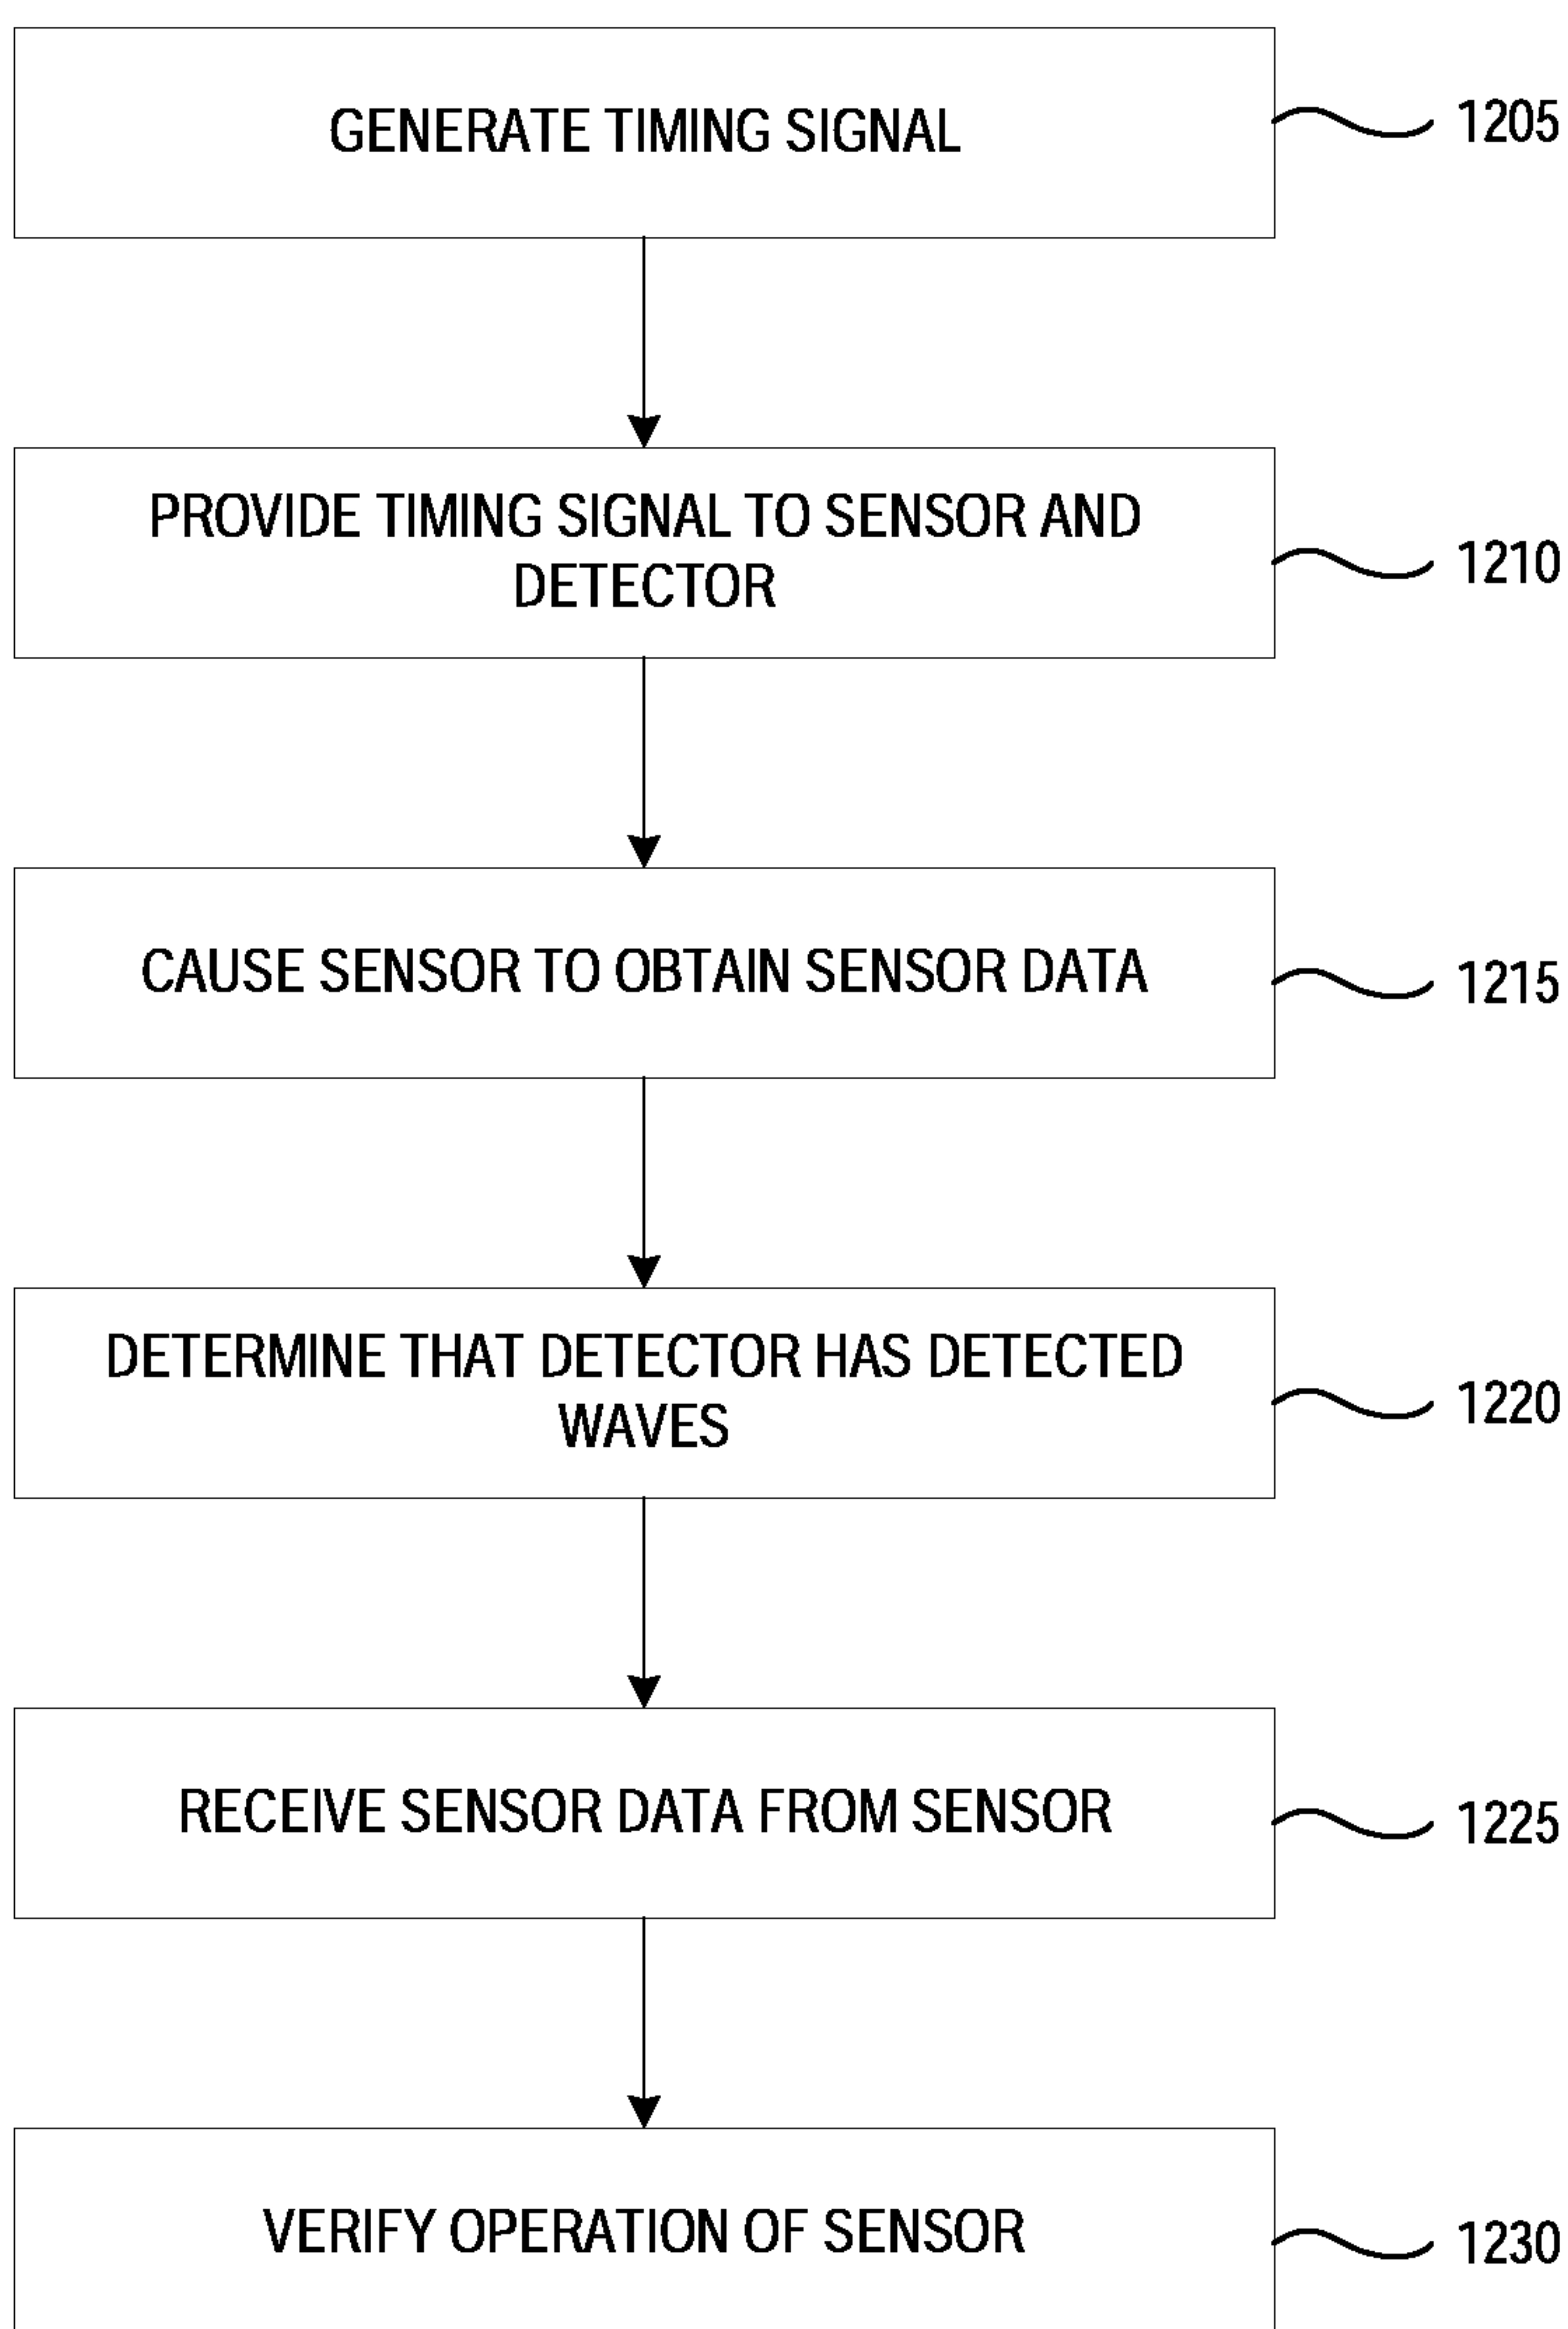 GENERATE TIMING SIGNAL
1205
PROVIDE TIMING SIGNAL TO SENSOR AND
DETECTOR
1210
CAUSE SENSOR TO OBTAIN SENSOR DATA
1215
DETERMINE THAT DETECTOR HAS DETECTED
WAVES
1220
RECEIVE SENSOR DATA FROM SENSOR
1225
VERIFY OPERATION OF SENSOR
1230